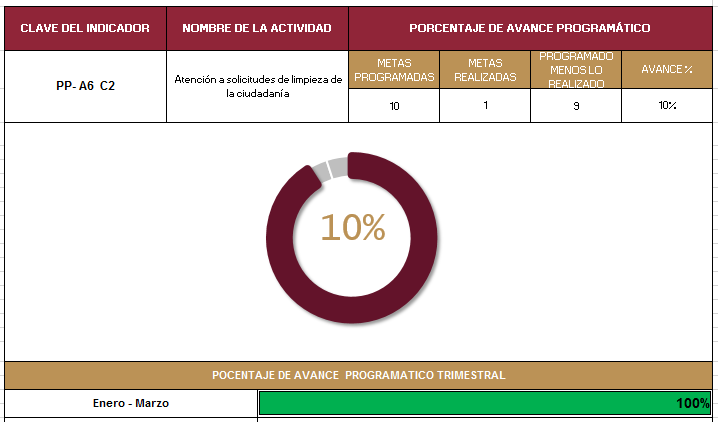 CLAVE DEL INDICADOR
NOMBRE DE LA ACTIVIDAD
PORCENTAJE DE AVANCE PROGRAMÁTICO
PP- A6 C2
Atención a solicitudes de limpieza de
la ciudadanía
METAS
PROGRAMADAS
METAS
REALIZADAS
PROGRAMADO
MENOS LO
REALIZADO
AVANCE %
10
1
9
10%
10%
POCENTAJE DE AVANCE PROGRAMATICO TRIMESTRAL
Enero - Marzo
100%